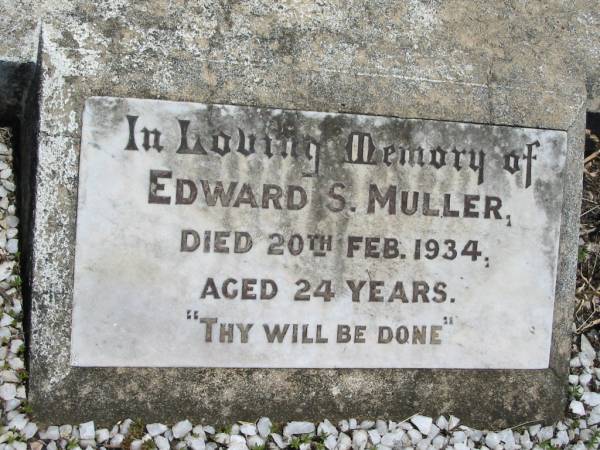 In Loving Memory of
EDWARD S. MULLER,
DIED 20TH FEB. 1934,
AGED 24 YEARS.
"THY WILL BE DONE"